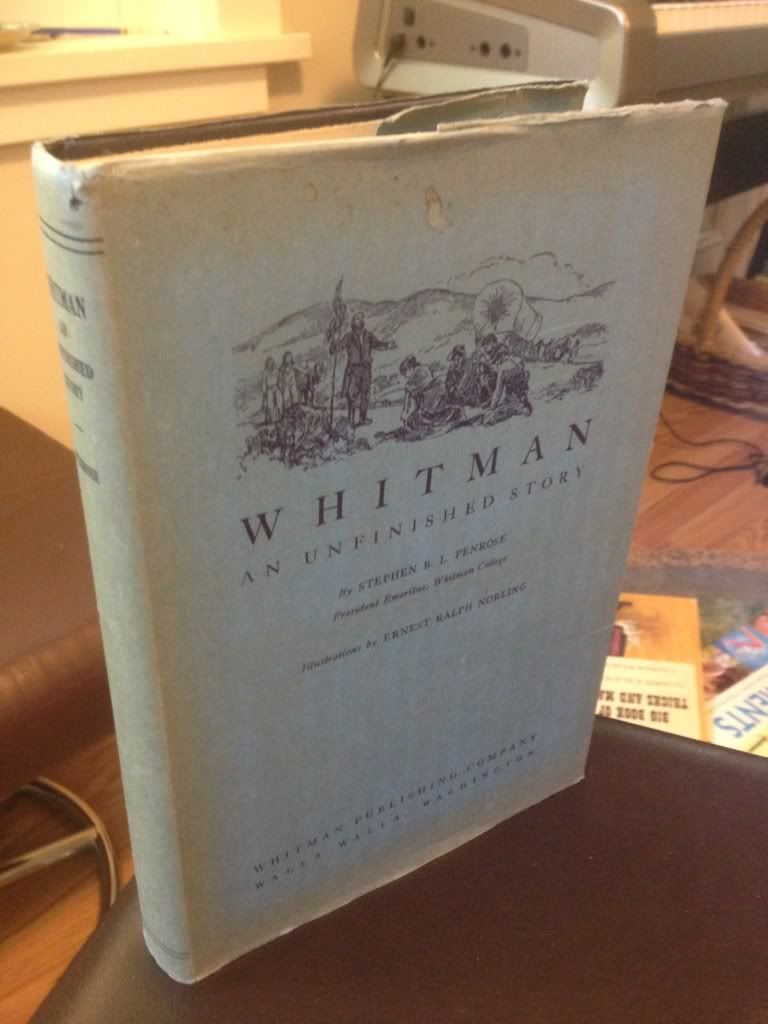 WHITMAN
AN UNFINISHED STORY
By STEPHEN B. L. PENROSE
President Emeritus, Whitman College
Illustrations by ERNEST RALPH NORLING
WHITMAN PUBLISHING COMPANY
WALLA WALLA, WASHINGTON
BIG BOOK OF
TRICKS AND MA